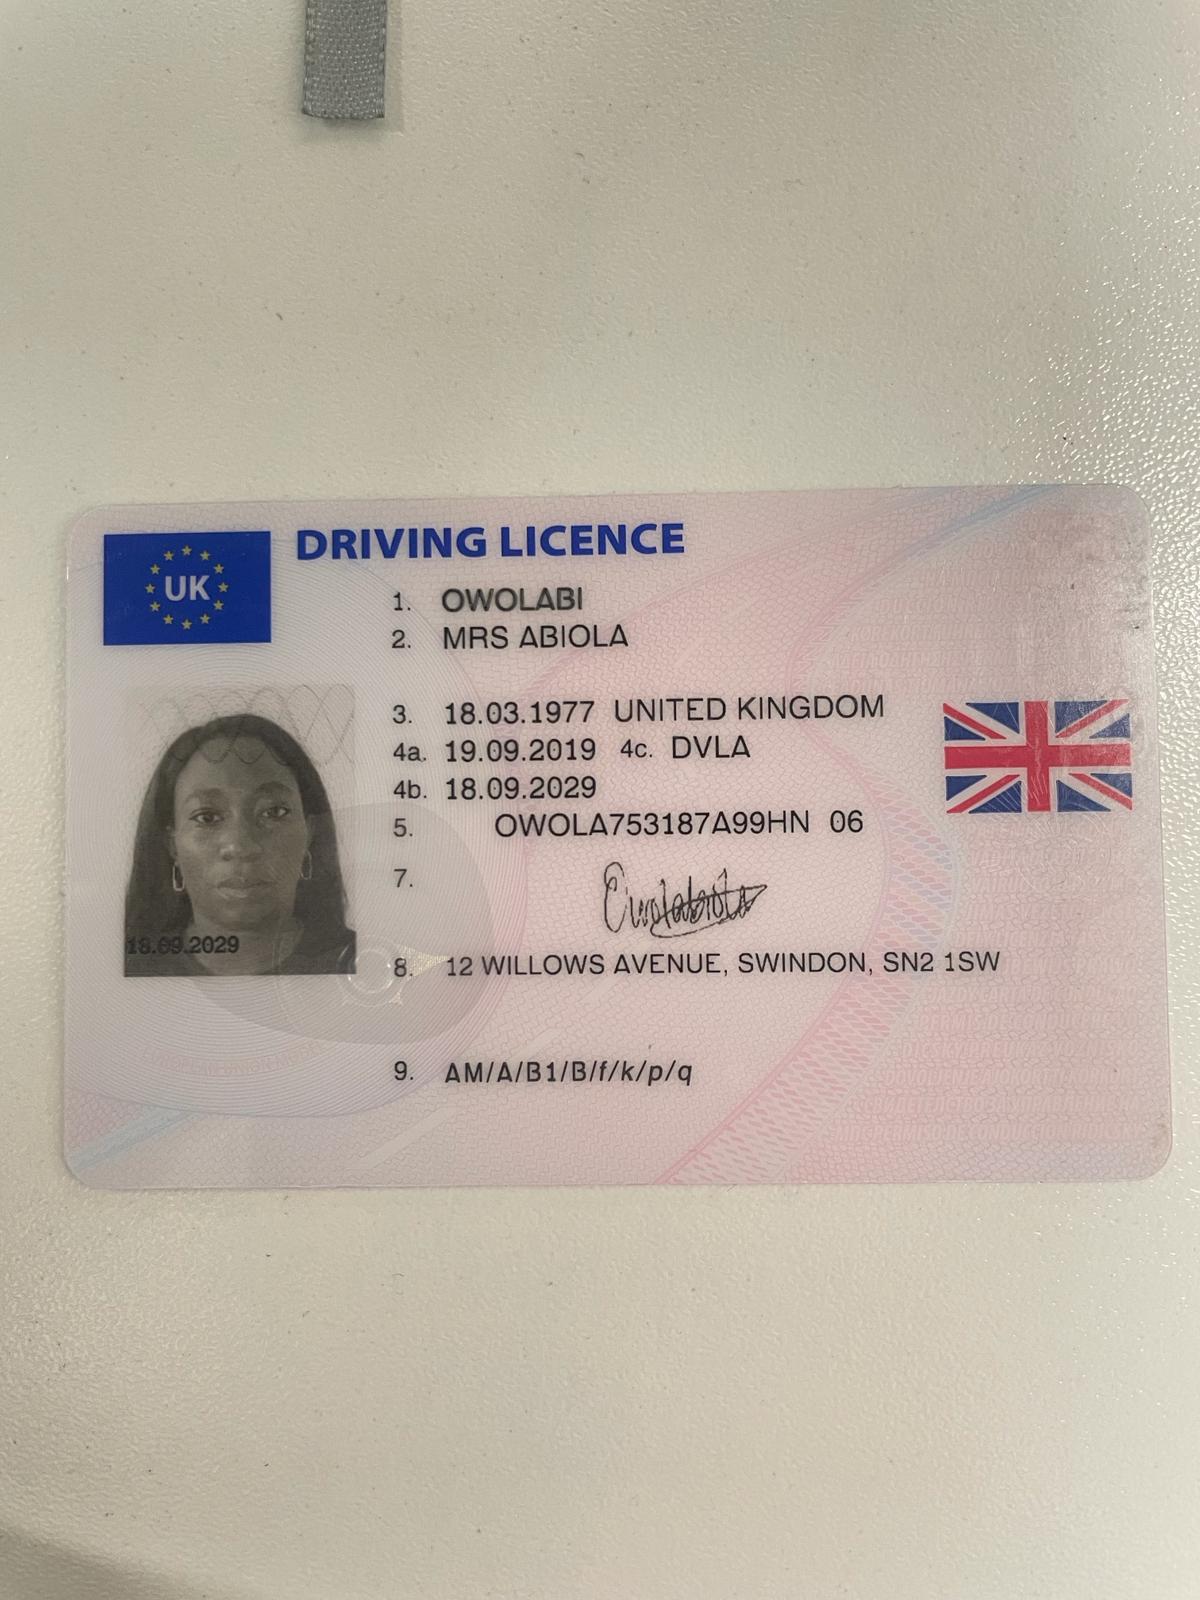 UK
DRIVING LICENCE
1. OWOLABI
2. MRS ABIOLA
3. 18.03.1977 UNITED KINGDOM
4a. 19.09.2019 4c. DVLA
4b. 18.09.2029
5. OWOLA753187A99HN 06
7.
18.09.2029
8. 12 WILLOWS AVENUE, SWINDON, SN2 1SW
9. AM/A/B1/B/f/k/p/q